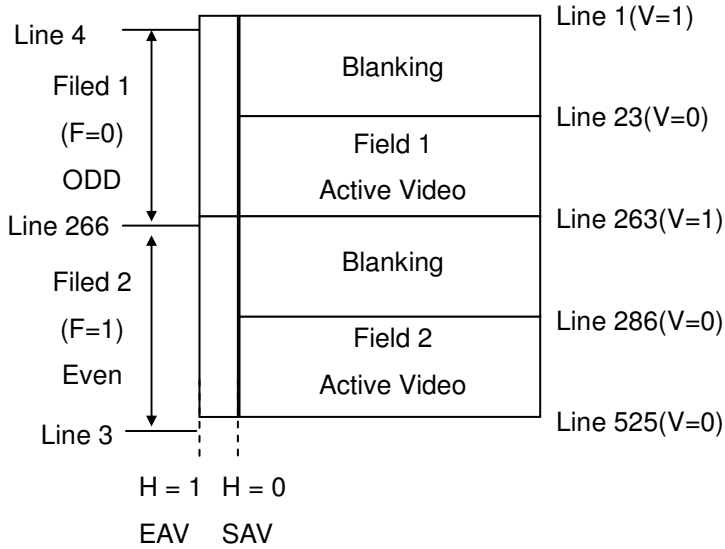 Line 4
Filed 1
(F=0)
ODD
Line 266
Filed 2
(F=1)
Even
Line 3
Blanking
Field 1
Active Video
Blanking
Field 2
Active Video
Line 1(V=1)
Line 23(V=0)
Line 263(V=1)
Line 286(V=0)
Line 525(V=0)
H = 1 H = 0
EAV SAV